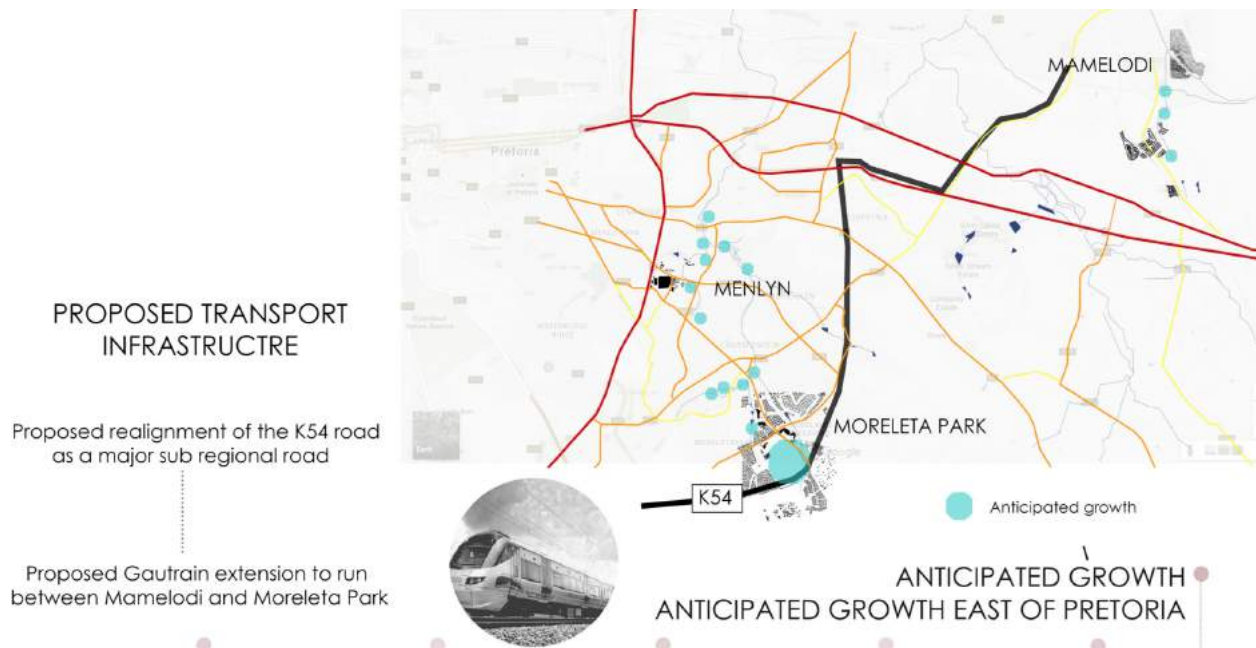 PROPOSED TRANSPORT
INFRASTRUCTRE
Proposed realignment of the K54 road
as a major sub regional road
Proposed Gautrain extension to run
between Mamelodi and Moreleta Park
MAMELODI
Pretoria
MENLYN
MORELETA PARK
K54
Anticipated growth
ANTICIPATED GROWTH
ANTICIPATED GROWTH EAST OF PRETORIA